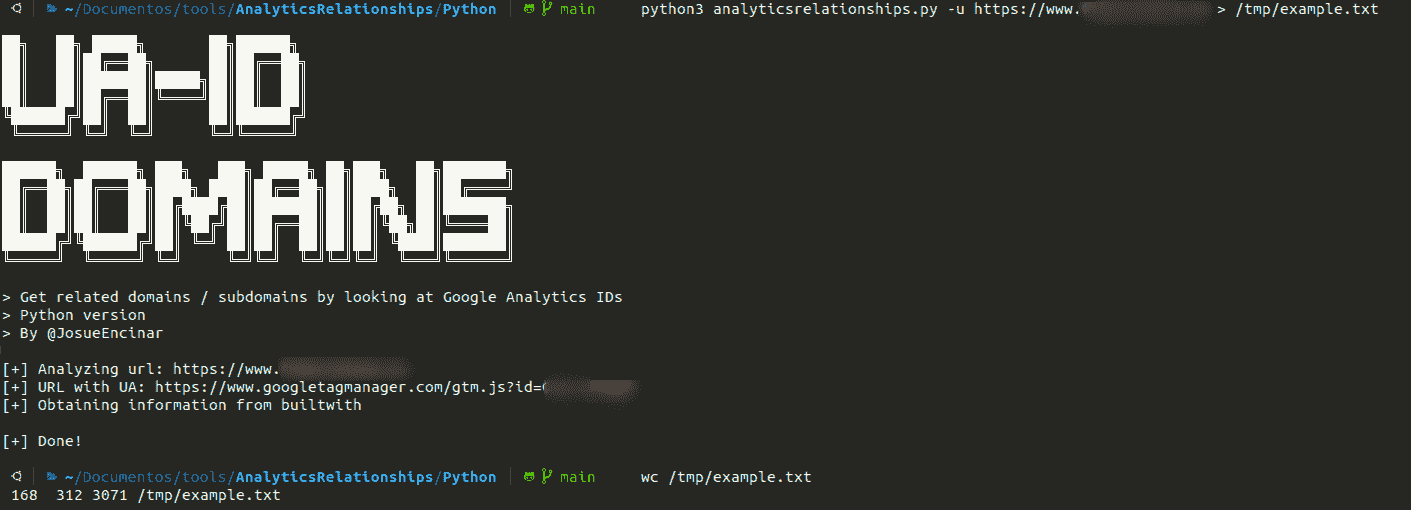 ~/Documentos/tools/AnalyticsRelationships/Python main python3 analyticsrelationships.py -u https://www. > /tmp/example.txt
UA-ID
DOMAINS
> Get related domains / subdomains by looking at Google Analytics IDs
> Python version
> By @JosueEncinar
[+] Analyzing url: https://www.
[+] URL with UA: https://www.googletagmanager.com/gtm.js?id=
[+] Obtaining information from builtwith
[+] Done!
~/Documentos/tools/AnalyticsRelationships/Python main wc /tmp/example.txt
168 312 3071 /tmp/example.txt